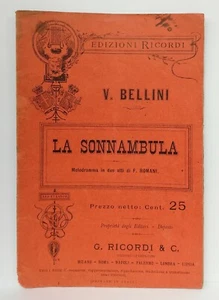 EDIZIONI RICORDI
V. BELLINI
LA SONNAMBULA
Melodramma in due atti di F. ROMANI.
Prezzo netto: Cent. 25
Proprietà degli Editori. - Deposto.
G. RICORDI & C.
MILANO - ROMA - NAPOLI - PALERMO - LONDRA - PARIGI